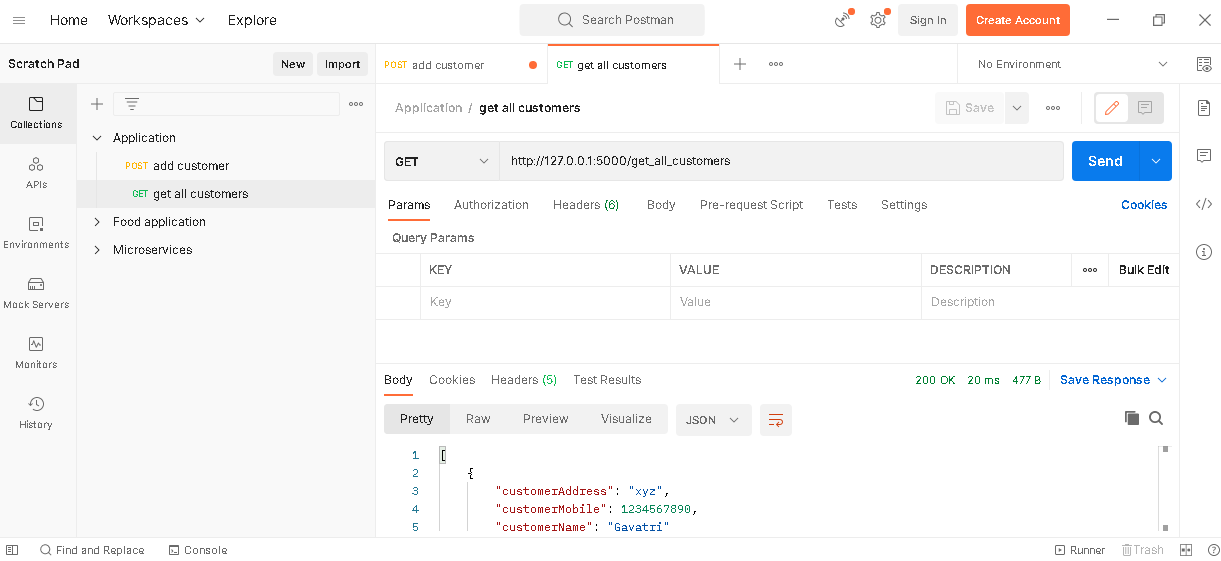 Home Workspaces Explore Search Postman Sign In Create Account
Scratch Pad New Import POST add customer GET get all customers No Environment
Collections
Application / get all customers Save
Application
POST add customer
GET http://127.0.0.1:5000/get_all_customers Send
APIs
GET get all customers
Params Authorization Headers (6) Body Pre-request Script Tests Settings Cookies
Food application
Environments
Query Params
Microservices
KEY VALUE DESCRIPTION Bulk Edit
Mock Servers
Key Value Description
Monitors
Body Cookies Headers (5) Test Results 200 OK 20 ms 477 B Save Response
History
Pretty Raw Preview Visualize JSON
1 [
2 {
3 "customerAddress": "xyz",
4 "customerMobile": 1234567890,
5 "customerName": "Gayatri"
Find and Replace Console Runner Trash